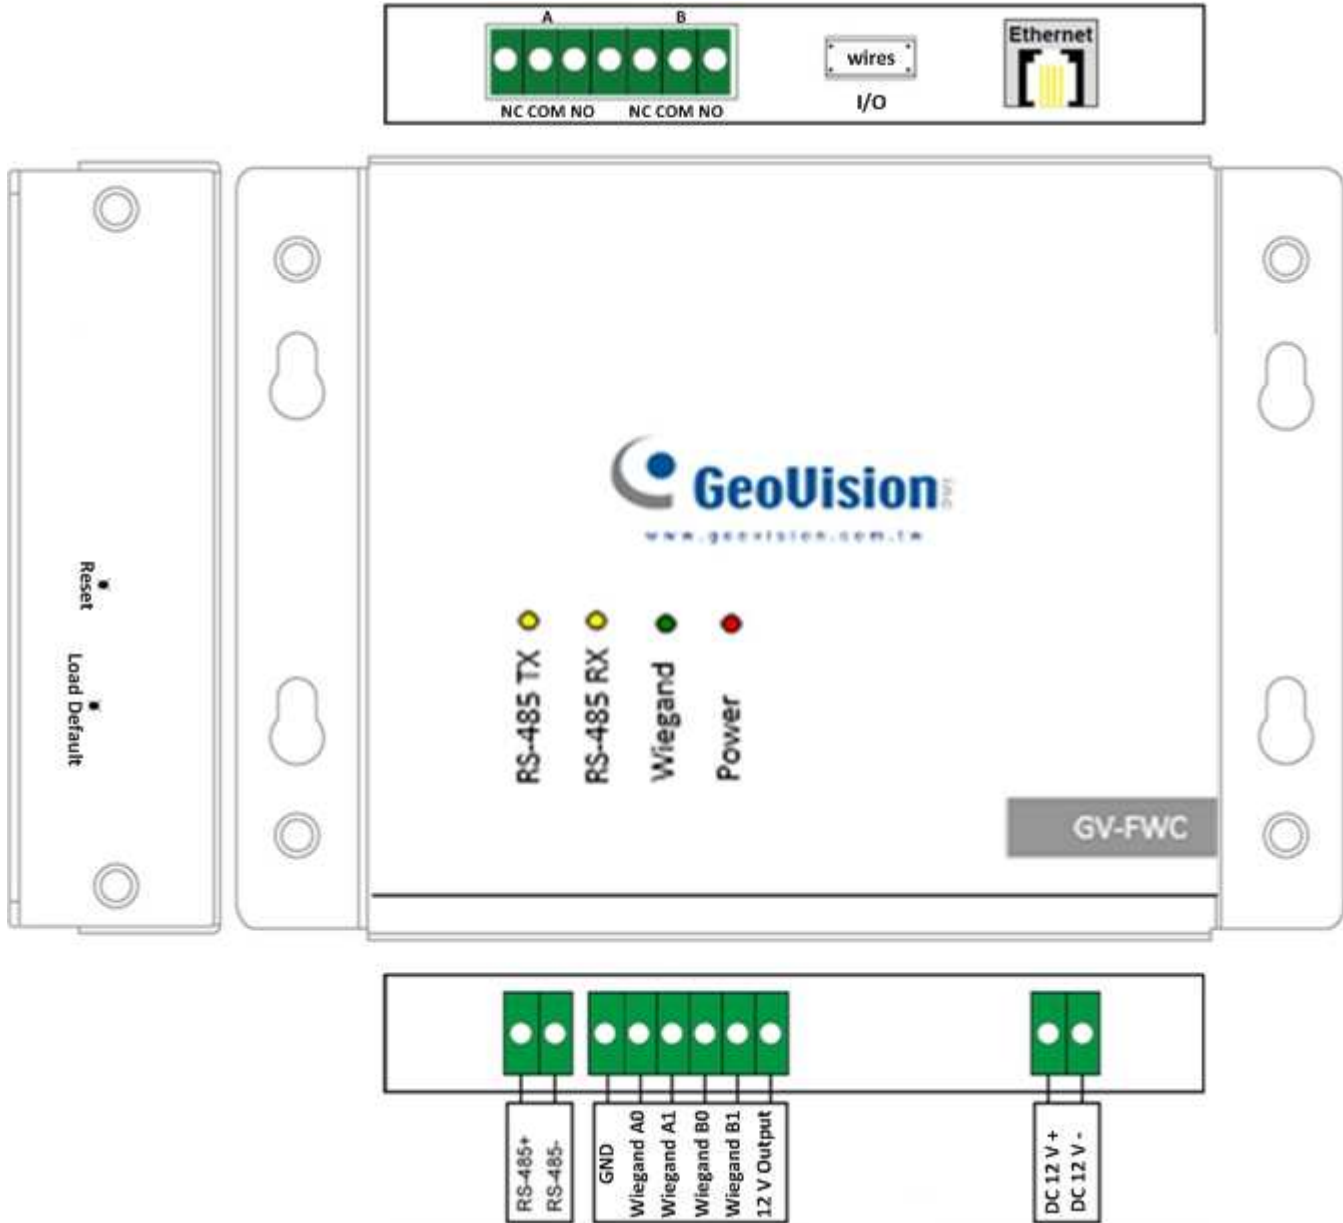 A B
Ethernet
wires
NC COM NO NC COM NO
I/O
GeoVision
www.geovision.com.tw
Reset
Load Default
RS-485 TX
RS-485 RX
Wiegand
Power
GV-FWC
RS-485+
RS-485-
GND
Wiegand A0
Wiegand A1
Wiegand B0
Wiegand B1
12 V Output
DC 12 V +
DC 12 V -